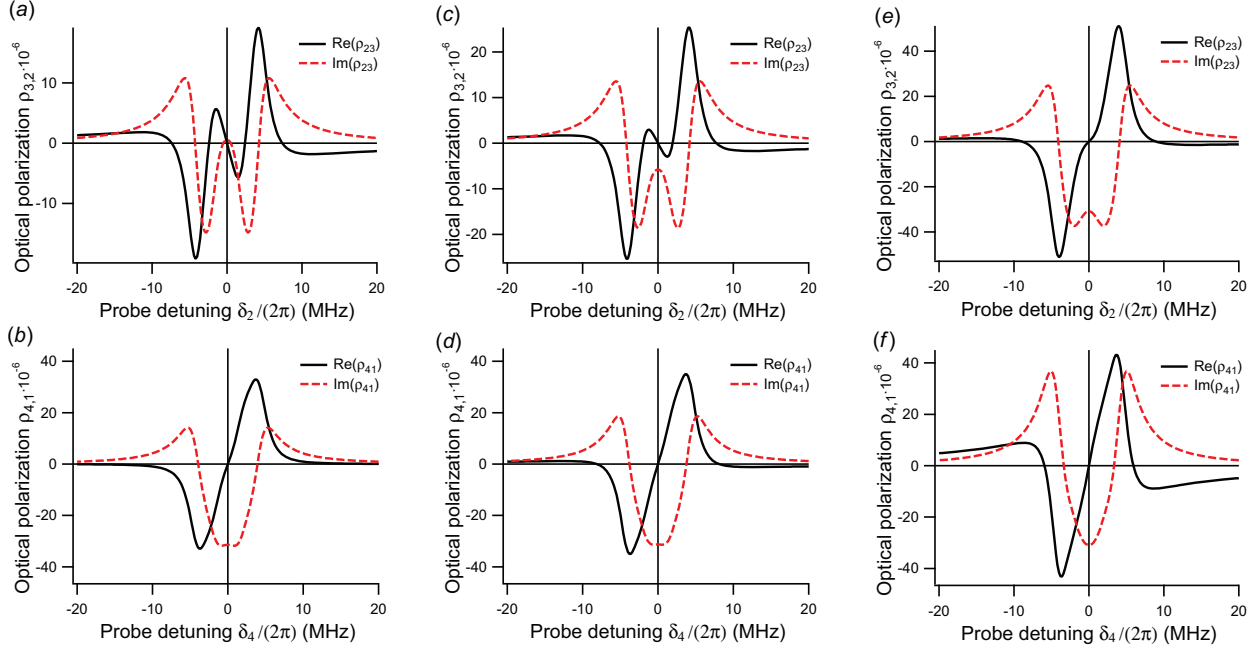 (a)
Optical polarization ρ3,2·10-6
10
0
-10
Re(ρ23)
Im(ρ23)
-20 -10 0 10 20
Probe detuning δ2/(2π) (MHz)
(c)
Optical polarization ρ3,2·10-6
20
10
0
-10
-20
Re(ρ23)
Im(ρ23)
-20 -10 0 10 20
Probe detuning δ2/(2π) (MHz)
(e)
Optical polarization ρ3,2·10-6
40
20
0
-20
-40
Re(ρ23)
Im(ρ23)
-20 -10 0 10 20
Probe detuning δ2/(2π) (MHz)
(b)
Optical polarization ρ4,1·10-6
40
20
0
-20
-40
Re(ρ41)
Im(ρ41)
-20 -10 0 10 20
Probe detuning δ4/(2π) (MHz)
(d)
Optical polarization ρ4,1·10-6
40
20
0
-20
-40
Re(ρ41)
Im(ρ41)
-20 -10 0 10 20
Probe detuning δ4/(2π) (MHz)
(f)
Optical polarization ρ4,1·10-6
40
20
0
-20
-40
Re(ρ41)
Im(ρ41)
-20 -10 0 10 20
Probe detuning δ4/(2π) (MHz)